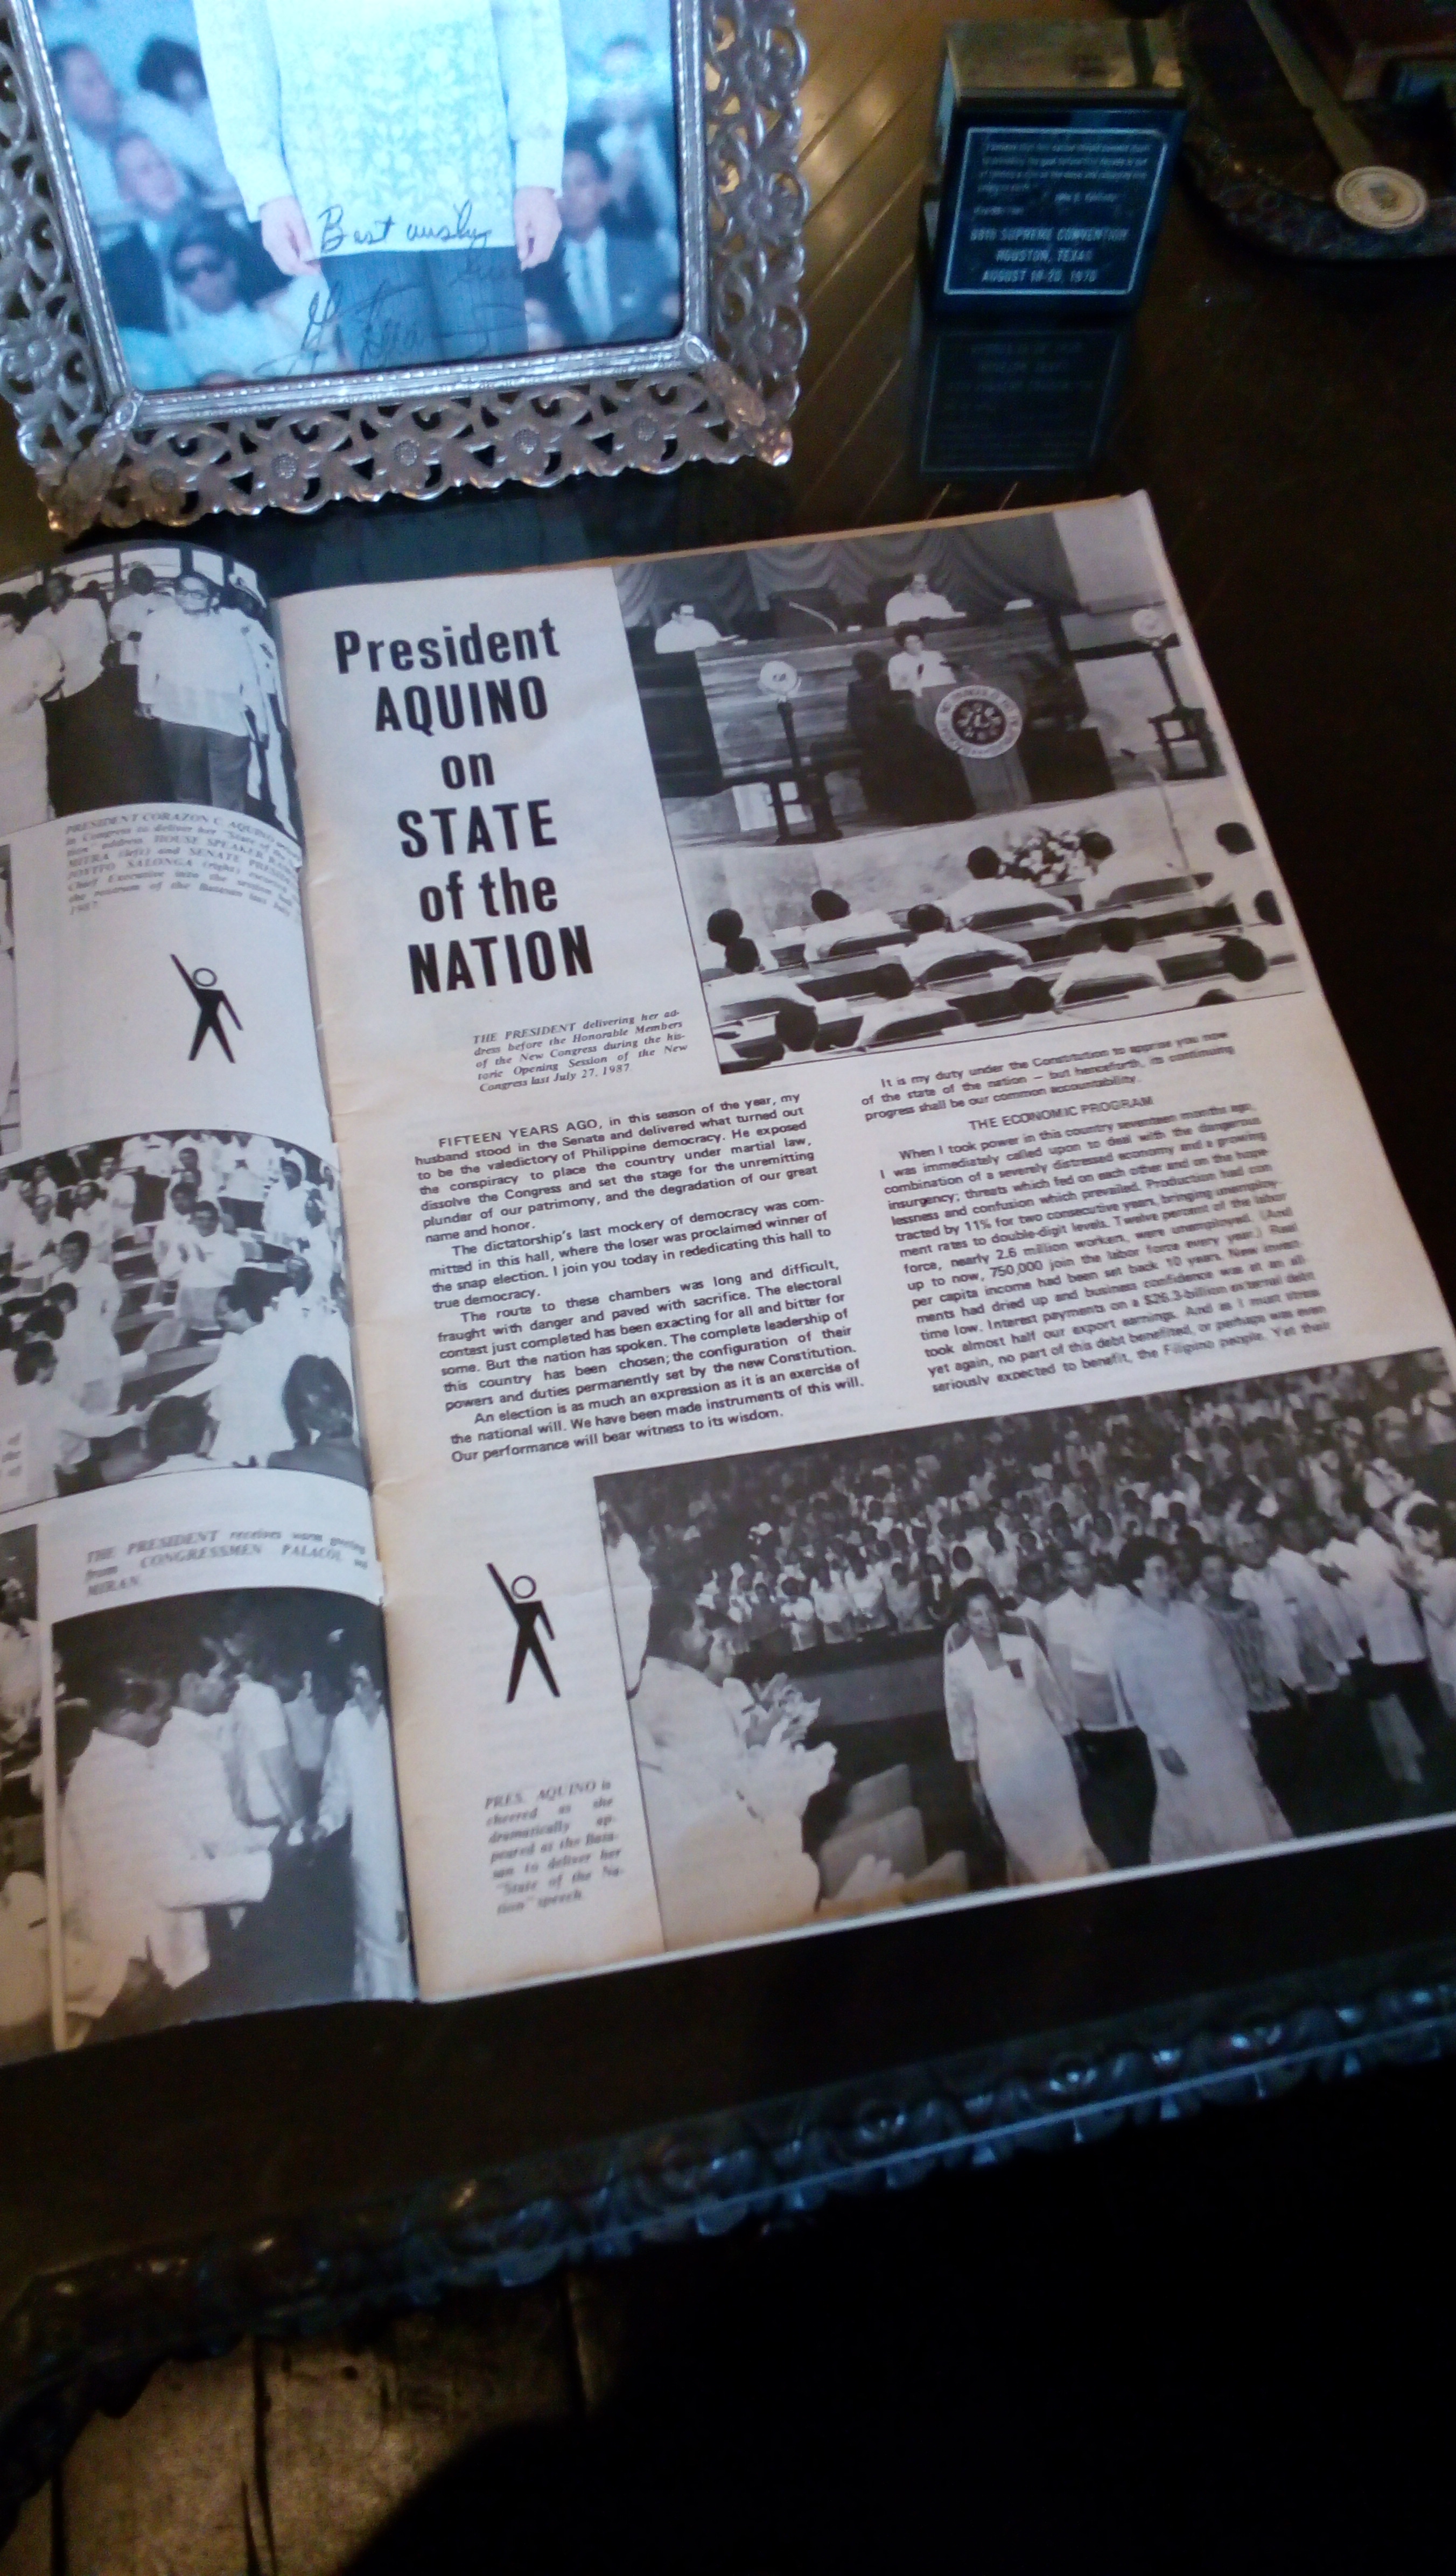 Best wishes
98TH SUPREME CONVENTION
HOUSTON, TEXAS
AUGUST 18-20, 1970
PRESIDENT CORAZON C. AQUINO
in Congress to deliver her "State of the
tion" address. HOUSE SPEAKER
MITRA (left) and SENATE
JOVITO SALONGA (right)
Chief Executive into the session
the rostrum of the Batasan last July
1987.
THE PRESIDENT receives warm
from CONGRESSMEN PALACOL
MIRAN.
President
AQUINO
on
STATE
of the
NATION
THE PRESIDENT delivering her ad-
dress before the Honorable Members
of the New Congress during the his-
toric Opening Session of the New
Congress last July 27, 1987.
FIFTEEN YEARS AGO, in this season of the year, my
husband stood in the Senate and delivered what turned out
to be the valedictory of Philippine democracy. He exposed
the conspiracy to place the country under martial law,
dissolve the Congress and set the stage for the unremitting
plunder of our patrimony, and the degradation of our great
name and honor.
The dictatorship's last mockery of democracy was com-
mitted in this hall, where the loser was proclaimed winner of
the snap election. I join you today in rededicating this hall to
true democracy.
The route to these chambers was long and difficult,
fraught with danger and paved with sacrifice. The electoral
contest just completed has been exacting for all and bitter for
some. But the nation has spoken. The complete leadership of
this country has been chosen; the configuration of their
powers and duties permanently set by the new Constitution.
An election is as much an expression as it is an exercise of
the national will. We have been made instruments of this will.
Our performance will bear witness to its wisdom.
It is my duty under the Constitution to apprise you now
of the state of the nation — but henceforth, its continuing
progress shall be our common accountability.
THE ECONOMIC PROGRAM
When I took power in this country seventeen months ago,
I was immediately called upon to deal with the dangerous
combination of a severely distressed economy and a growing
insurgency; threats which fed on each other and on the hope-
lessness and confusion which prevailed. Production had con
tracted by 11% for two consecutive years, bringing unemploy-
ment rates to double-digit levels. Twelve percent of the labor
force, nearly 2.6 million workers, were unemployed. (And
up to now, 750,000 join the labor force every year.) Real
per capita income had been set back 10 years. New invest-
ments had dried up and business confidence was at an all-
time low. Interest payments on a $26.3-billion external debt
took almost half our export earnings. And as I must stress
yet again, no part of this debt benefited, or perhaps was even
seriously expected to benefit, the Filipino people. Yet their
PRES. AQUINO is
cheered as she
dramatically ap-
peared at the Bata-
san to deliver her
"State of the Na-
tion" speech.